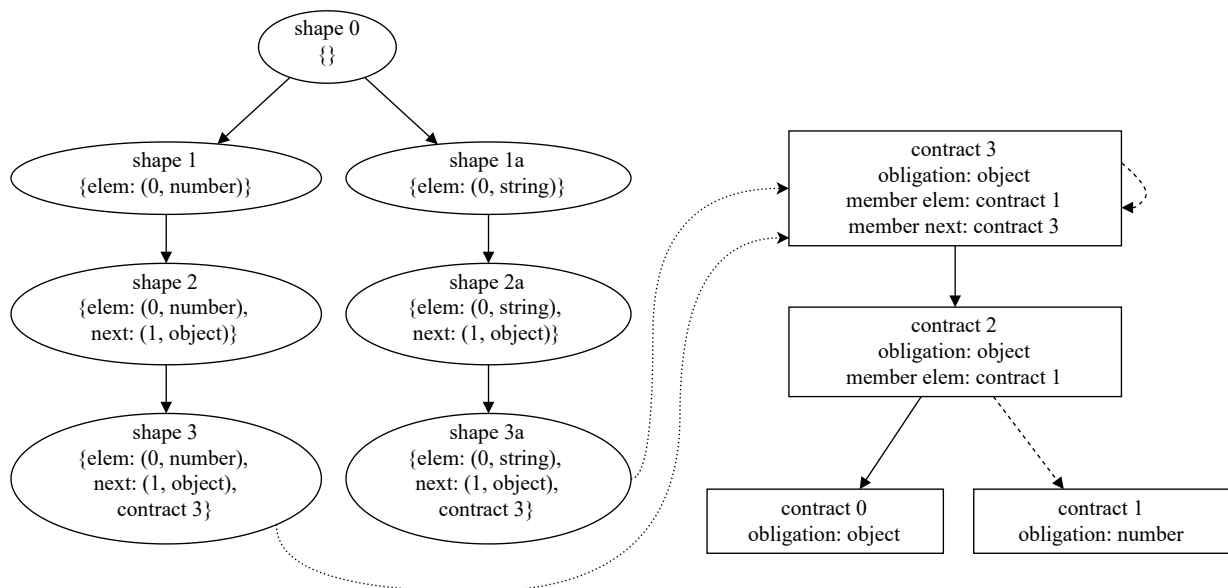 shape 0
{}
shape 1
{elem: (0, number)}
shape 1a
{elem: (0, string)}
shape 2
{elem: (0, number),
next: (1, object)}
shape 2a
{elem: (0, string),
next: (1, object)}
shape 3
{elem: (0, number),
next: (1, object),
contract 3}
shape 3a
{elem: (0, string),
next: (1, object),
contract 3}
contract 3
obligation: object
member elem: contract 1
member next: contract 3
contract 2
obligation: object
member elem: contract 1
contract 0
obligation: object
contract 1
obligation: number